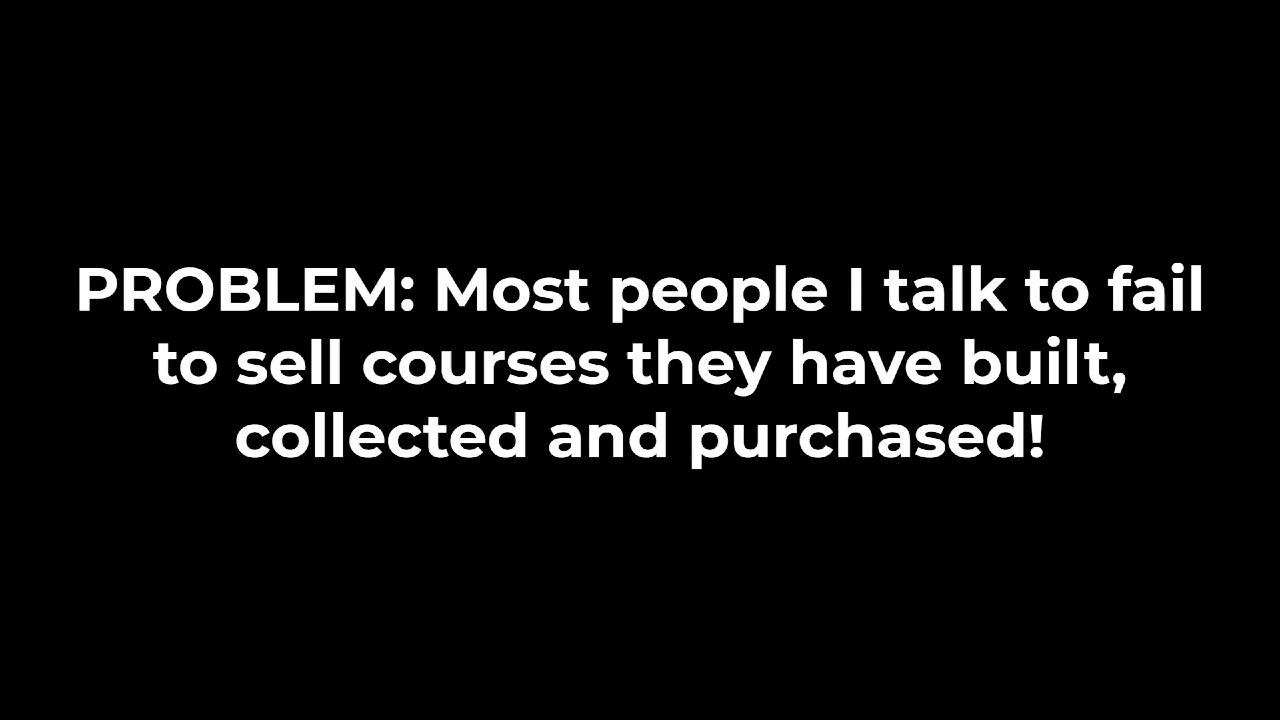 PROBLEM: Most people I talk to fail
to sell courses they have built,
collected and purchased!